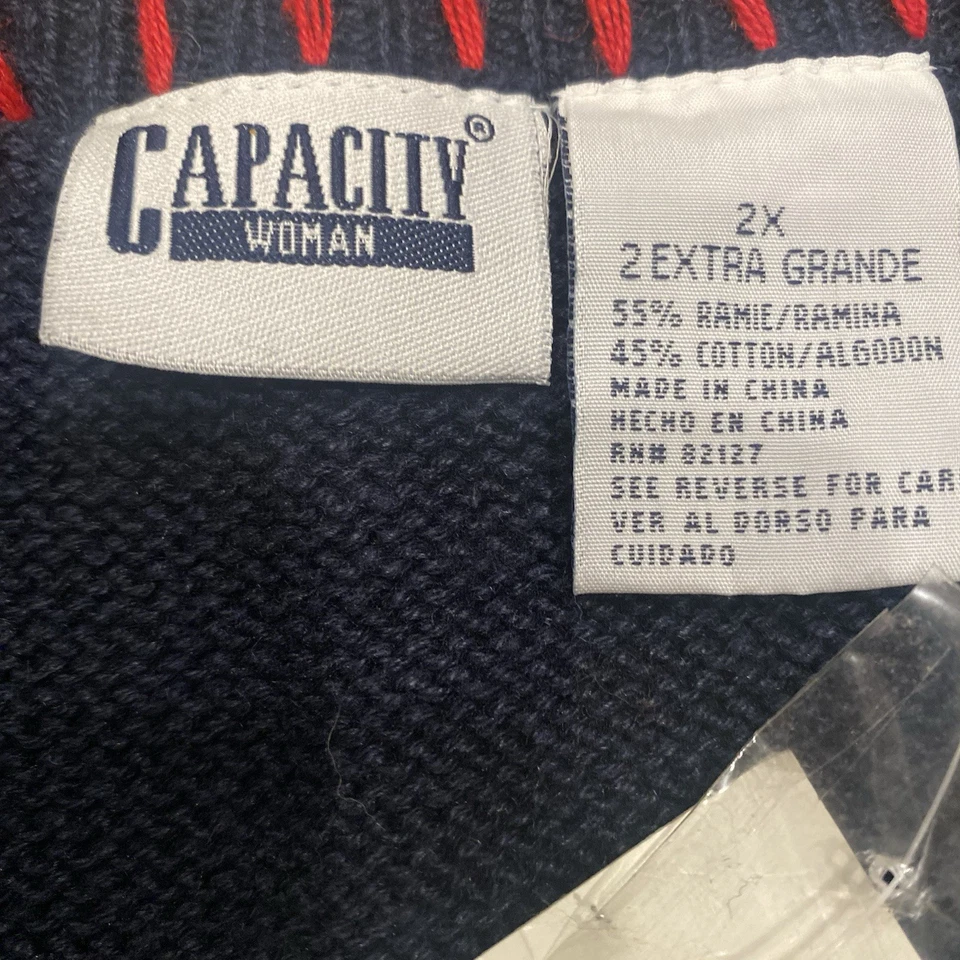 CAPACITY®
WOMAN
2X
2 EXTRA GRANDE
55% RAMIE/RAMINA
45% COTTON/ALGODON
MADE IN CHINA
HECHO EN CHINA
RN# 82127
SEE REVERSE FOR CAR
VER AL DORSO PARA
CUIDADO